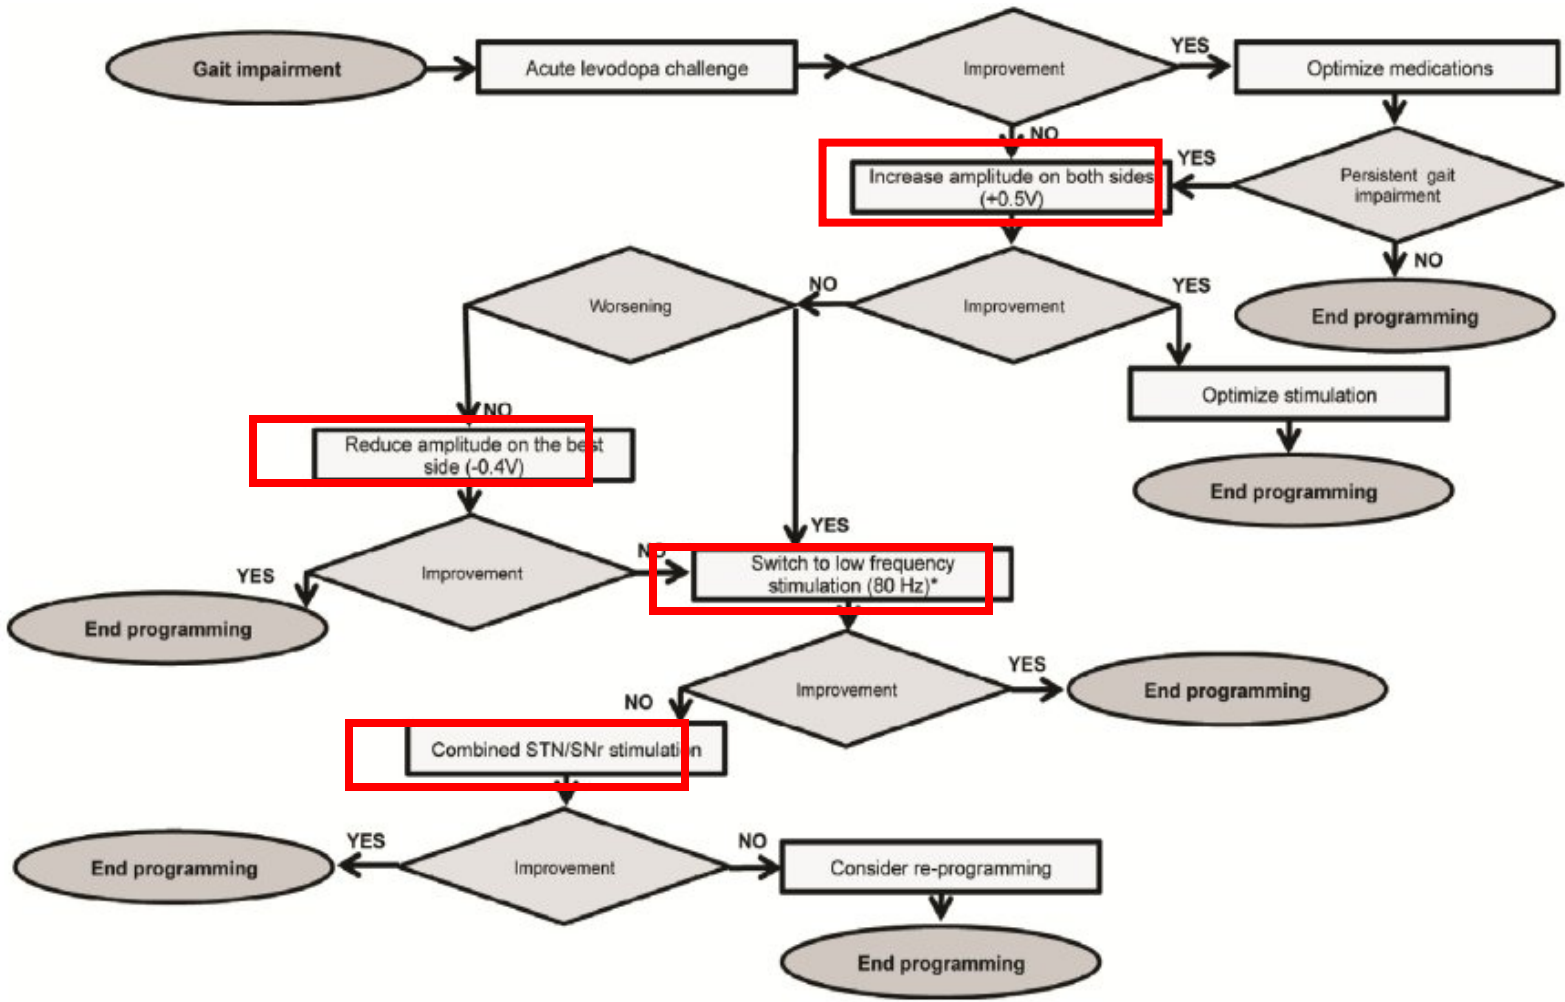 Gait impairment
Acute levodopa challenge
Improvement
YES
Optimize medications
NO
Increase amplitude on both sides
(+0.5V)
YES
Persistent gait
impairment
NO
End programming
Worsening
NO
Improvement
YES
Optimize stimulation
End programming
NO
Reduce amplitude on the best
side (-0.4V)
YES
Improvement
NO
YES
End programming
Switch to low frequency
stimulation (80 Hz)*
Improvement
YES
End programming
NO
Combined STN/SNr stimulation
End programming
YES
Improvement
NO
Consider re-programming
End programming